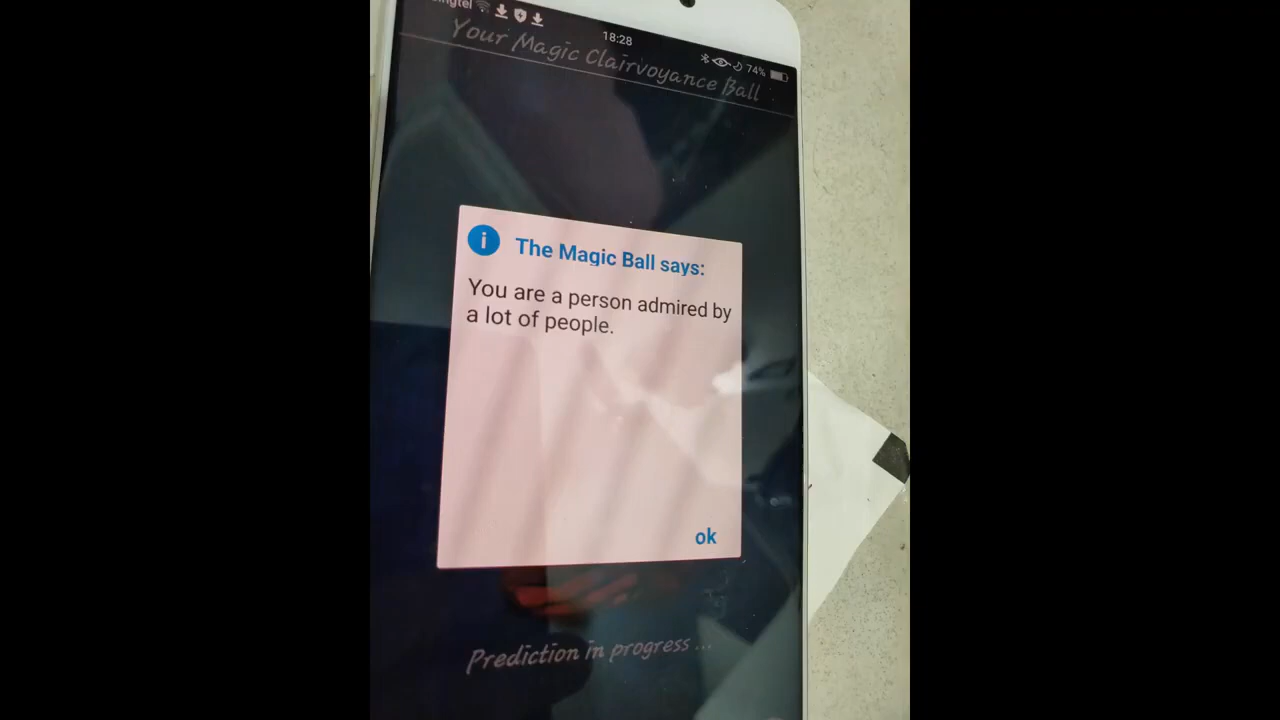 18:28
74%
Your Magic Clairvoyance Ball
The Magic Ball says:
You are a person admired by
a lot of people.
ok
Prediction in progress ...